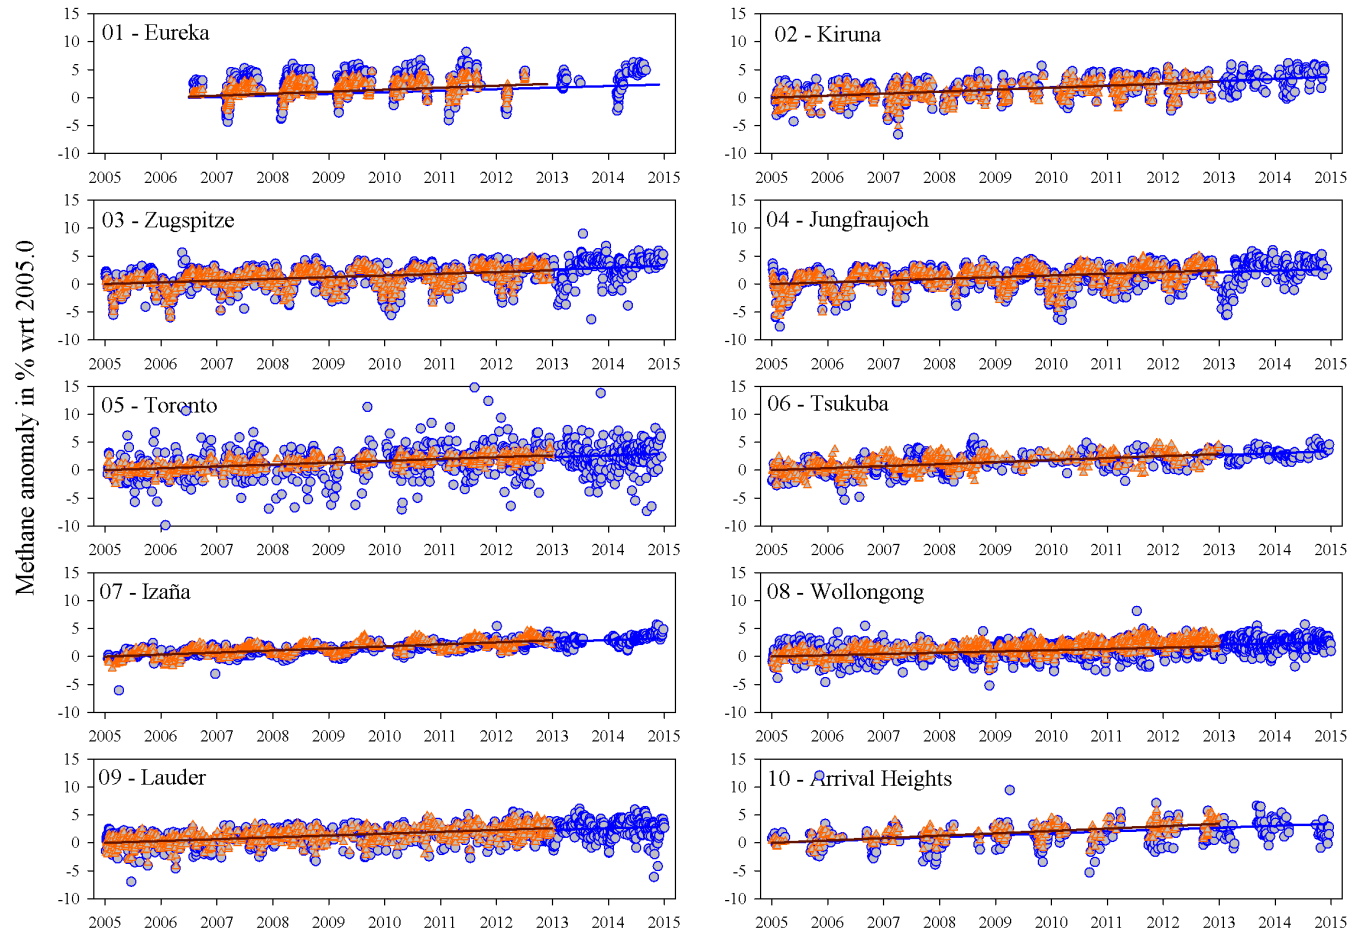 Methane anomaly in % wrt 2005.0
01 - Eureka
15
10
5
0
-5
-10
2005 2006 2007 2008 2009 2010 2011 2012 2013 2014 2015
02 - Kiruna
15
10
5
0
-5
-10
2005 2006 2007 2008 2009 2010 2011 2012 2013 2014 2015
03 - Zugspitze
15
10
5
0
-5
-10
2005 2006 2007 2008 2009 2010 2011 2012 2013 2014 2015
04 - Jungfraujoch
15
10
5
0
-5
-10
2005 2006 2007 2008 2009 2010 2011 2012 2013 2014 2015
05 - Toronto
15
10
5
0
-5
-10
2005 2006 2007 2008 2009 2010 2011 2012 2013 2014 2015
06 - Tsukuba
15
10
5
0
-5
-10
2005 2006 2007 2008 2009 2010 2011 2012 2013 2014 2015
07 - Izaña
15
10
5
0
-5
-10
2005 2006 2007 2008 2009 2010 2011 2012 2013 2014 2015
08 - Wollongong
15
10
5
0
-5
-10
2005 2006 2007 2008 2009 2010 2011 2012 2013 2014 2015
09 - Lauder
15
10
5
0
-5
-10
2005 2006 2007 2008 2009 2010 2011 2012 2013 2014 2015
10 - Arrival Heights
15
10
5
0
-5
-10
2005 2006 2007 2008 2009 2010 2011 2012 2013 2014 2015